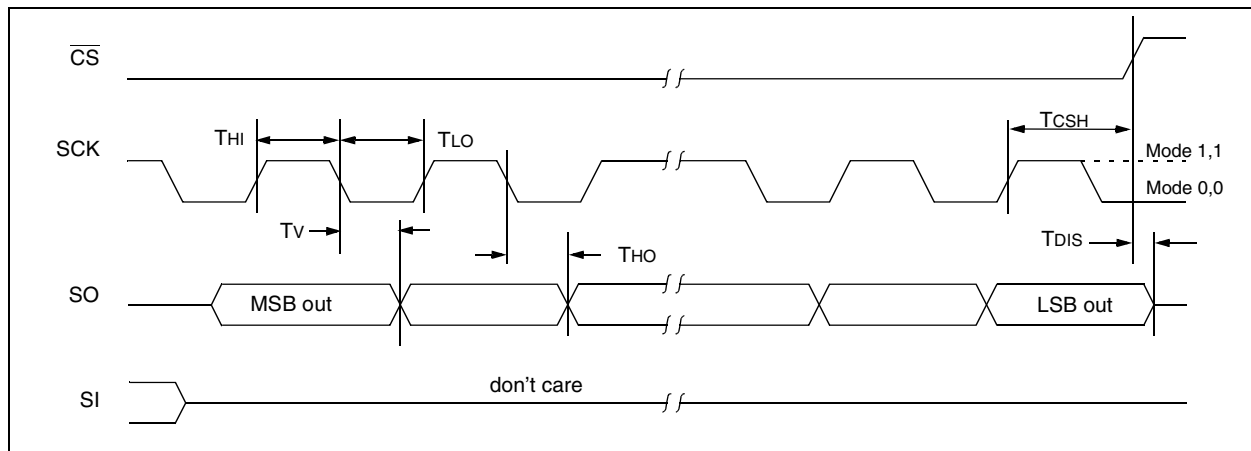 CS
SCK
THI
TLO
TCSH
Mode 1,1
Mode 0,0
TV
THO
TDIS
SO
MSB out
LSB out
SI
don't care